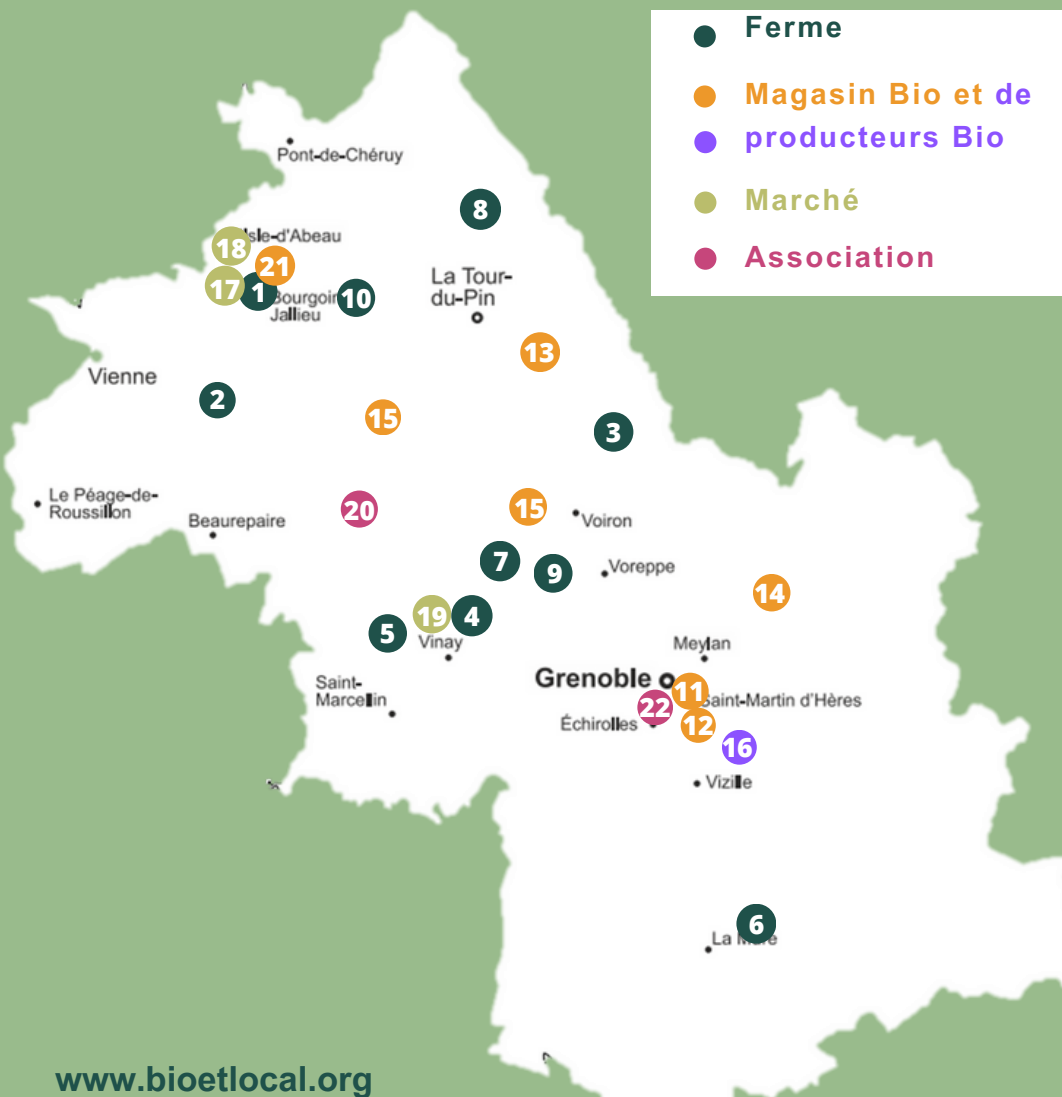 Ferme
Magasin Bio et de
producteurs Bio
Marché
Association
Pont-de-Chéruy
8
18
Isle-d'Abeau
21
17
1
Bourgoin
Jallieu
10
La Tour-
du-Pin
13
Vienne
2
15
3
Le Péage-de-
Roussillon
Beaurepaire
20
15
Voiron
7
9
Voreppe
14
19
4
5
Vinay
Meylan
Grenoble
11
Saint-
Marcellin
22
Saint-Martin d'Hères
Échirolles
12
16
Vizille
6
La Mure
www.bioetlocal.org